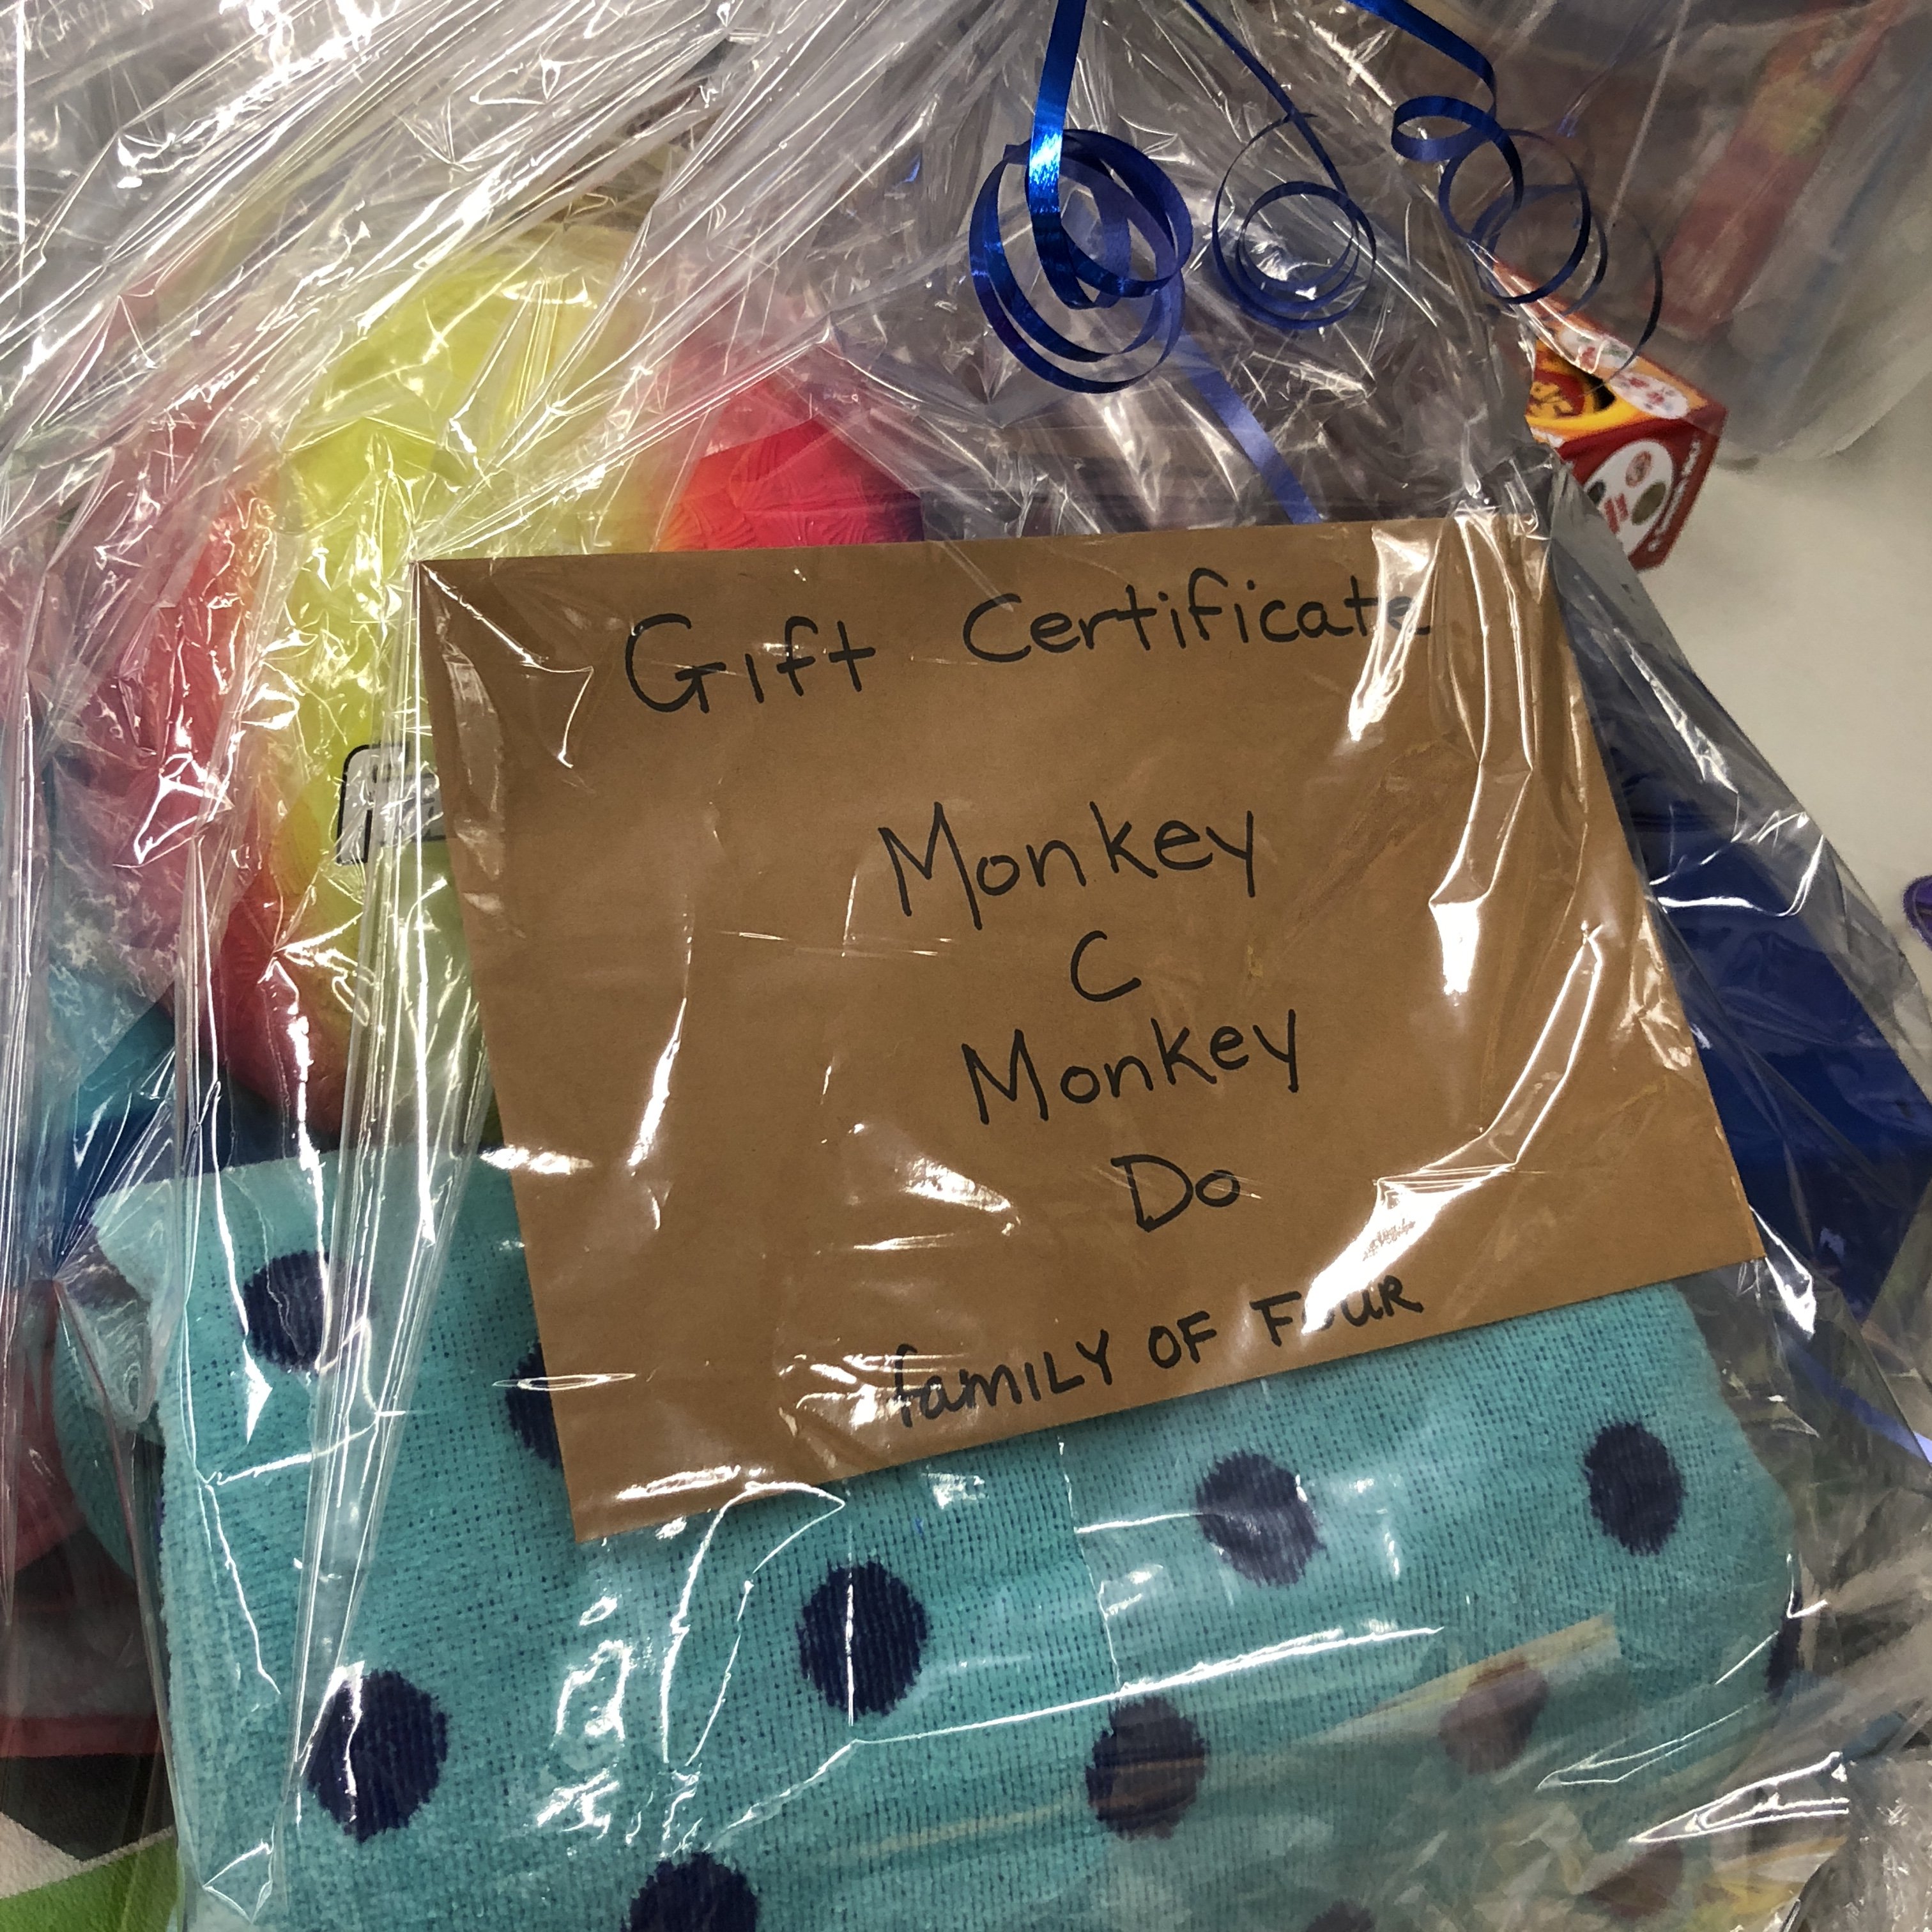 Gift Certificate
Monkey
C
Monkey
Do
family OF FOUR